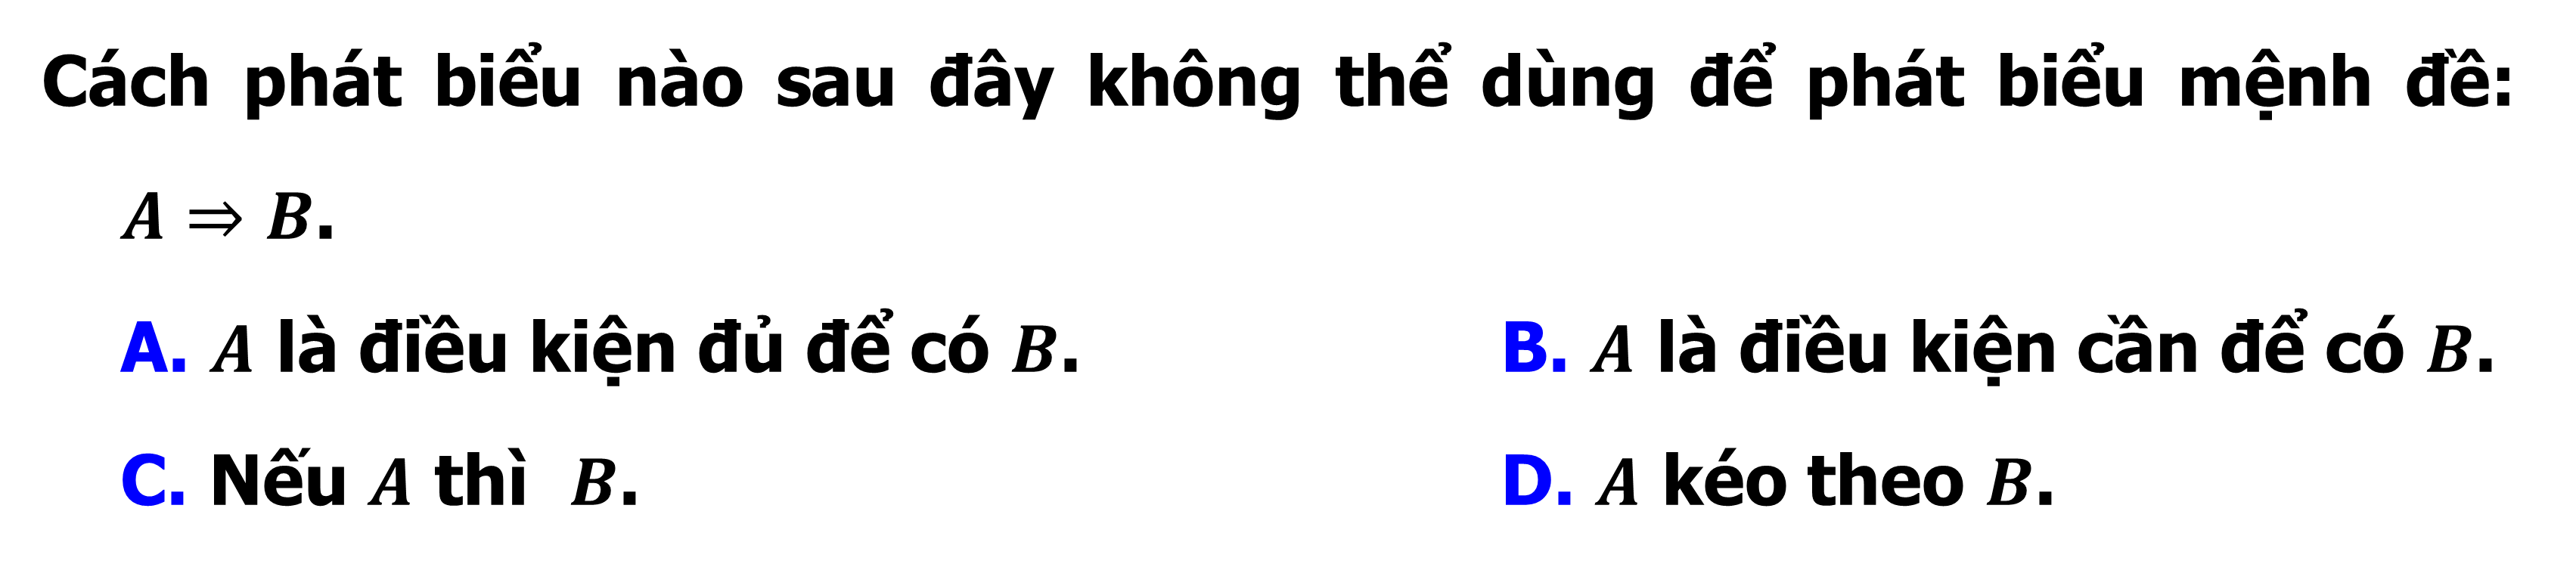 Cách phát biểu nào sau đây không thể dùng để phát biểu mệnh đề:
A ⇒ B.
A. A là điều kiện đủ để có B. B. A là điều kiện cần để có B.
C. Nếu A thì B. D. A kéo theo B.